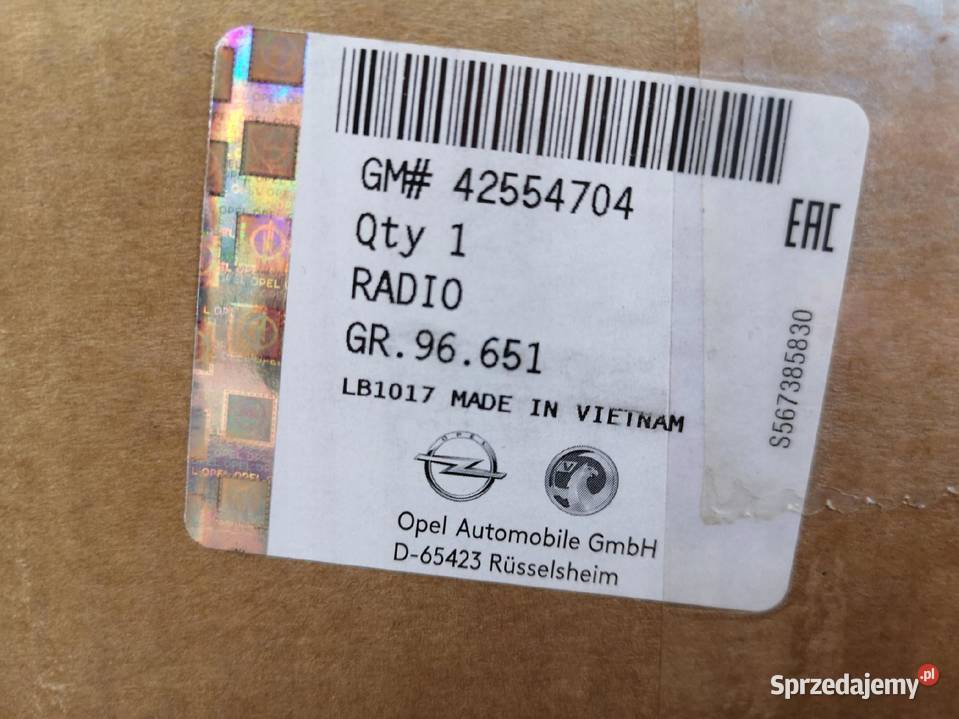 GM# 42554704
Qty 1
RADIO
GR.96.651
LB1017 MADE IN VIETNAM
EAC
S567385830
OPEL
V
Opel Automobile GmbH
D-65423 Rüsselsheim
Sprzedajemy.pl